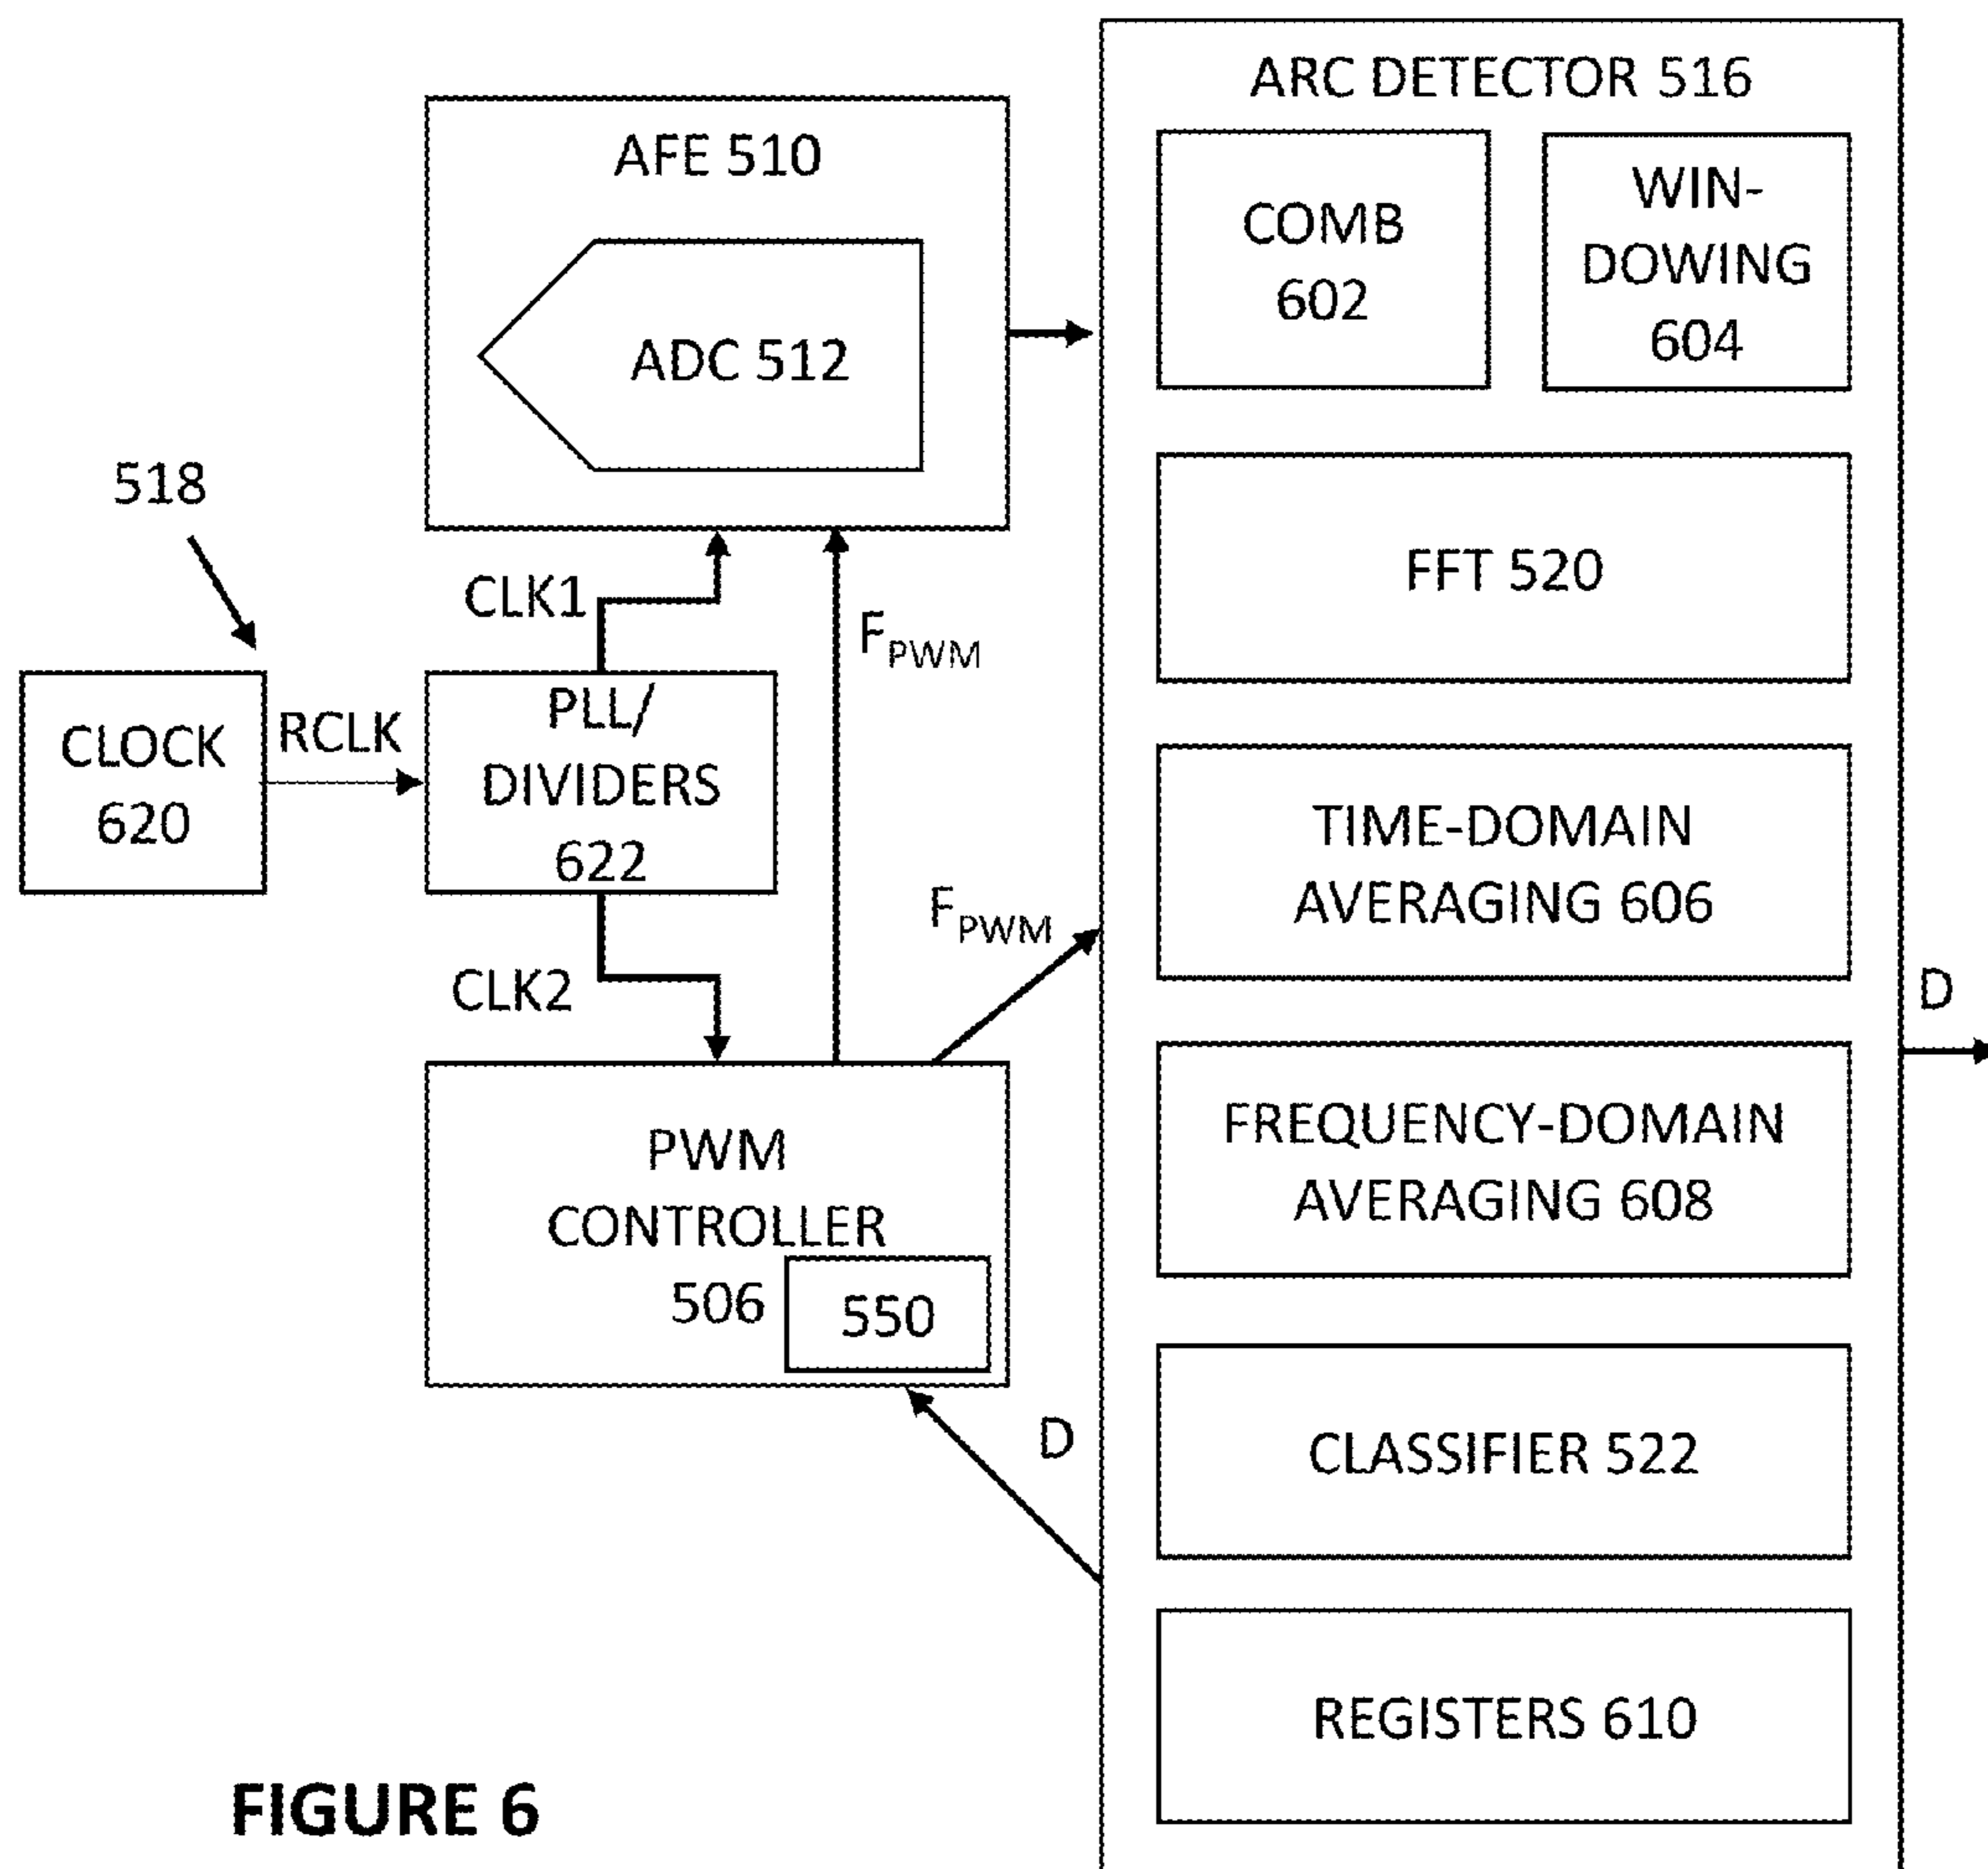 ARC DETECTOR 516
AFE 510
ADC 512
COMB
602
WIN-
DOWING
604
FFT 520
518
CLK1
F_PWM
CLOCK
620
RCLK
PLL/
DIVIDERS
622
TIME-DOMAIN
AVERAGING 606
F_PWM
CLK2
D
PWM
CONTROLLER
506
550
FREQUENCY-DOMAIN
AVERAGING 608
D
CLASSIFIER 522
REGISTERS 610
FIGURE 6